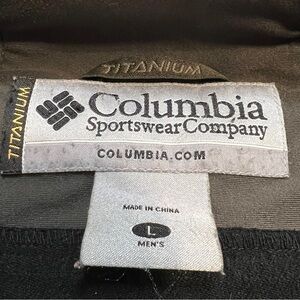 TITANIUM
TITANIUM
Columbia
Sportswear Company
COLUMBIA.COM
MADE IN CHINA
L
MEN'S